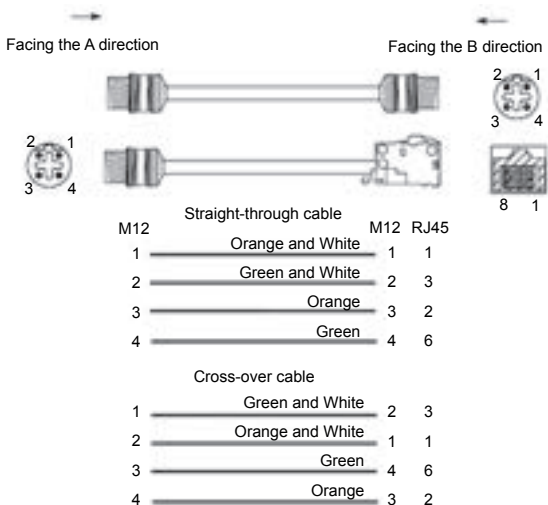 Facing the A direction
Facing the B direction
2 1
3 4
2 1
3 4
8 1
Straight-through cable
M12 M12 RJ45
1 Orange and White 1 1
2 Green and White 2 3
3 Orange 3 2
4 Green 4 6
Cross-over cable
1 Green and White 2 3
2 Orange and White 1 1
3 Green 4 6
4 Orange 3 2